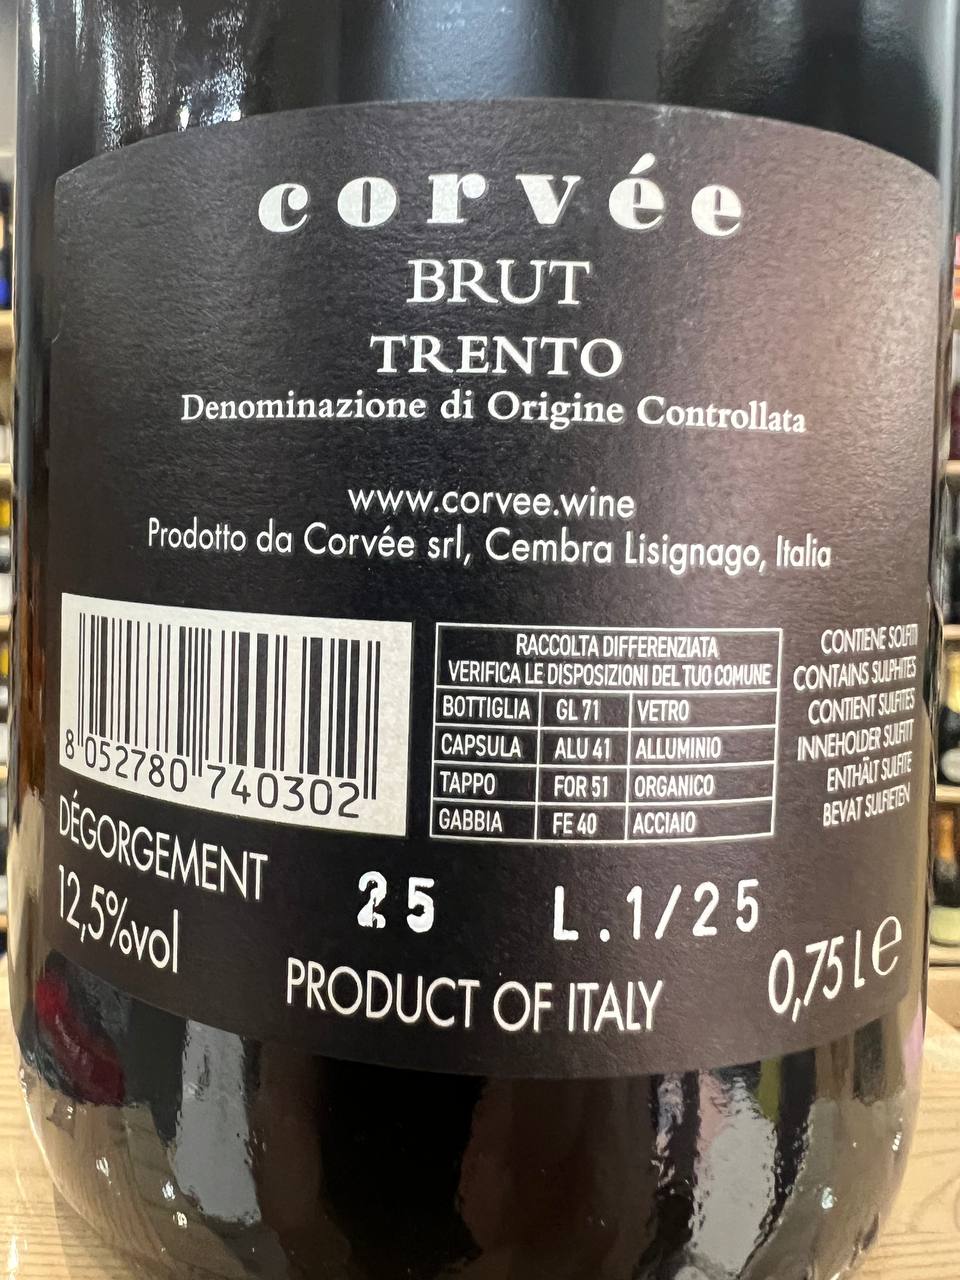 corvée
BRUT
TRENTO
Denominazione di Origine Controllata
www.corvee.wine
Prodotto da Corvée srl, Cembra Lisignago, Italia
8 052780 740302
RACCOLTA DIFFERENZIATA
VERIFICA LE DISPOSIZIONI DEL TUO COMUNE
BOTTIGLIA GL 71 VETRO
CAPSULA ALU 41 ALLUMINIO
TAPPO FOR 51 ORGANICO
GABBIA FE 40 ACCIAIO
CONTIENE SOLFITI
CONTAINS SULPHITES
CONTIENT SULFITES
INNEHOLDER SULFITT
ENTHÄLT SULFITE
BEVAT SULFIETEN
DÉGORGEMENT 25 L.1/25
12,5%vol
PRODUCT OF ITALY
0,75 l e